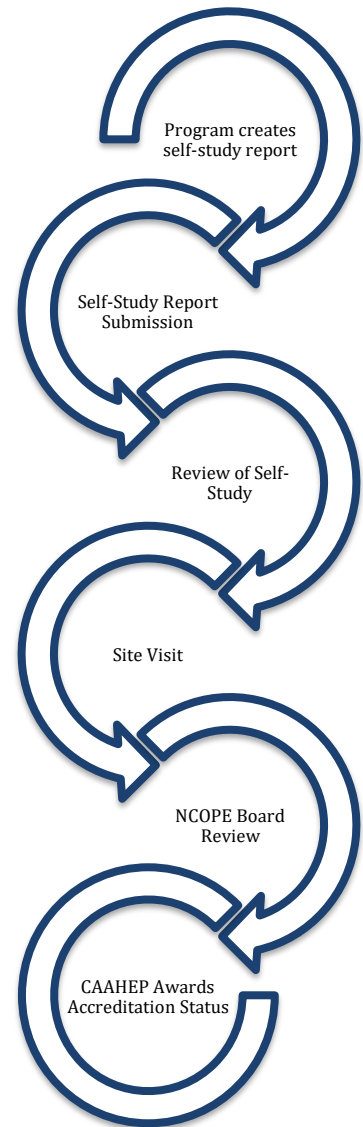 Program creates
self-study report
Self-Study Report
Submission
Review of Self-
Study
Site Visit
NCOPE Board
Review
CAAHEP Awards
Accreditation Status